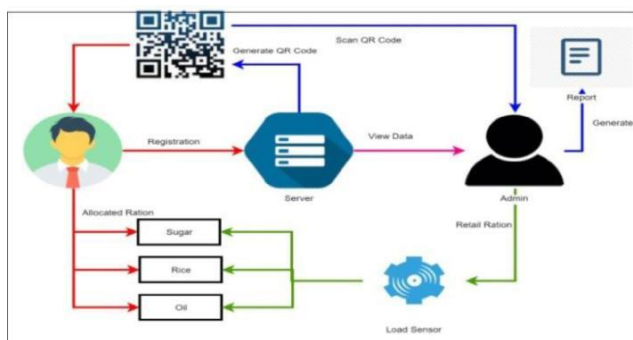 Scan QR Code
Generate QR Code
Report
Generate
Registration
View Data
Server
Admin
Allocated Ration
Retail Ration
Sugar
Rice
Oil
Load Sensor